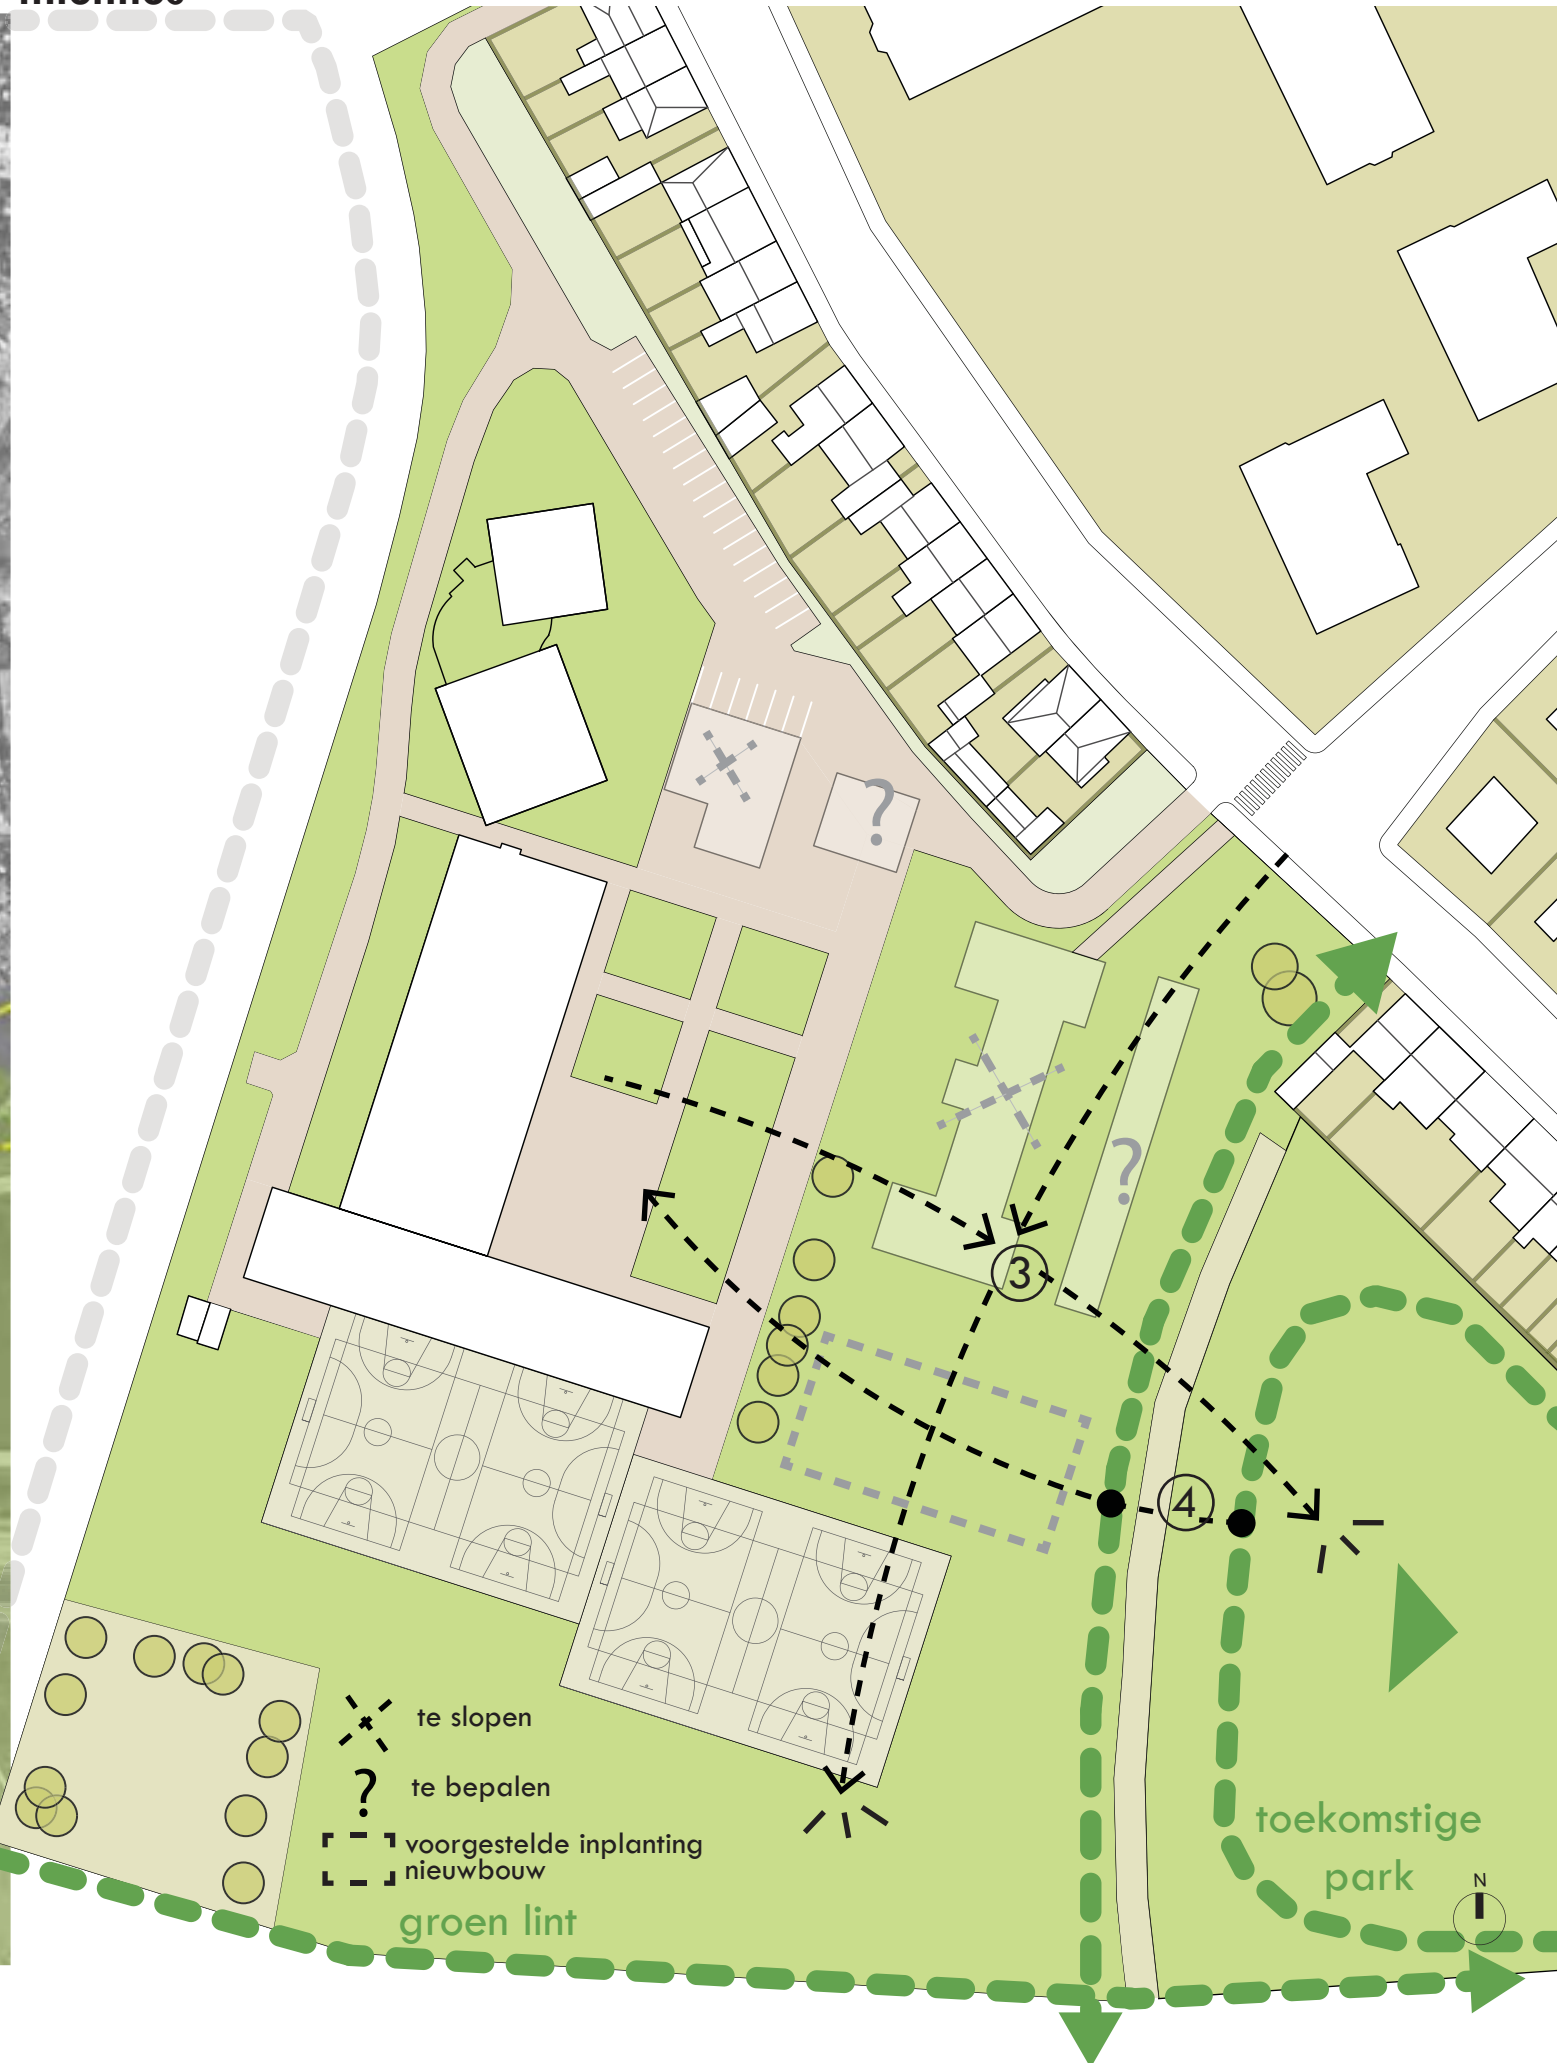 ?
?
3
4
te slopen
? te bepalen
voorgestelde inplanting
nieuwbouw
groen lint
toekomstige
park
N